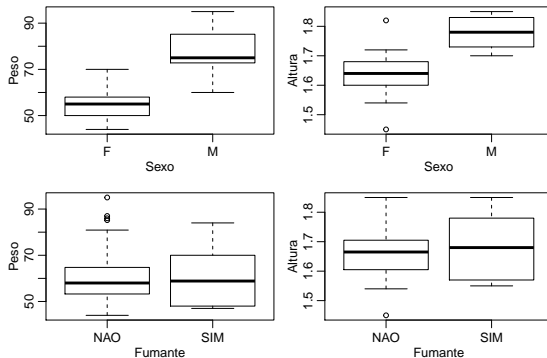 Peso
90
70
50
F
M
Sexo
Altura
1.8
1.7
1.6
1.5
F
M
Sexo
Peso
90
70
50
NAO
SIM
Fumante
Altura
1.8
1.7
1.6
1.5
NAO
SIM
Fumante